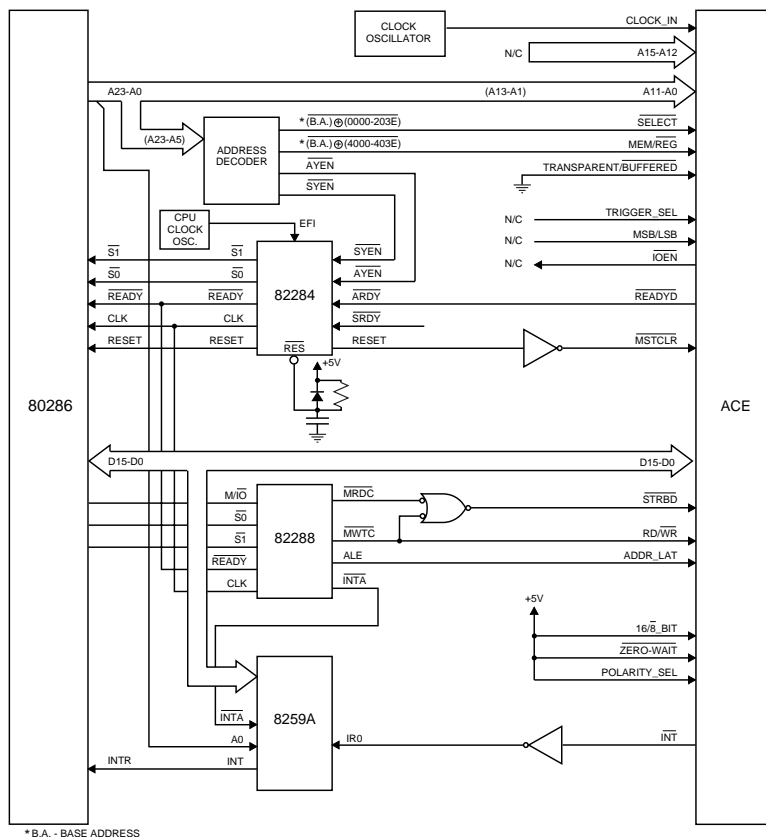 CLOCK
OSCILLATOR
CLOCK_IN
N/C
A15-A12
A23-A0
(A13-A1)
A11-A0
(A23-A5)
ADDRESS
DECODER
* (B.A.) ⊕ (0000-203E)
SELECT
* (B.A.) ⊕ (4000-403E)
MEM/REG
AYEN
SYEN
TRANSPARENT/BUFFERED
CPU
CLOCK
OSC.
EFI
N/C
TRIGGER_SEL
N/C
MSB/LSB
N/C
IOEN
S1
S1
SYEN
S0
S0
AYEN
82284
READY
READY
ARDY
READYD
CLK
CLK
SRDY
RESET
RESET
RES
RESET
MSTCLR
+5V
80286
ACE
D15-D0
D15-D0
M/IO
MRDC
STRBD
S0
82288
S1
MWTC
RD/WR
READY
ALE
ADDR_LAT
CLK
INTA
+5V
16/8_BIT
ZERO-WAIT
POLARITY_SEL
8259A
INTA
A0
IR0
INT
INTR
INT
* B.A. - BASE ADDRESS